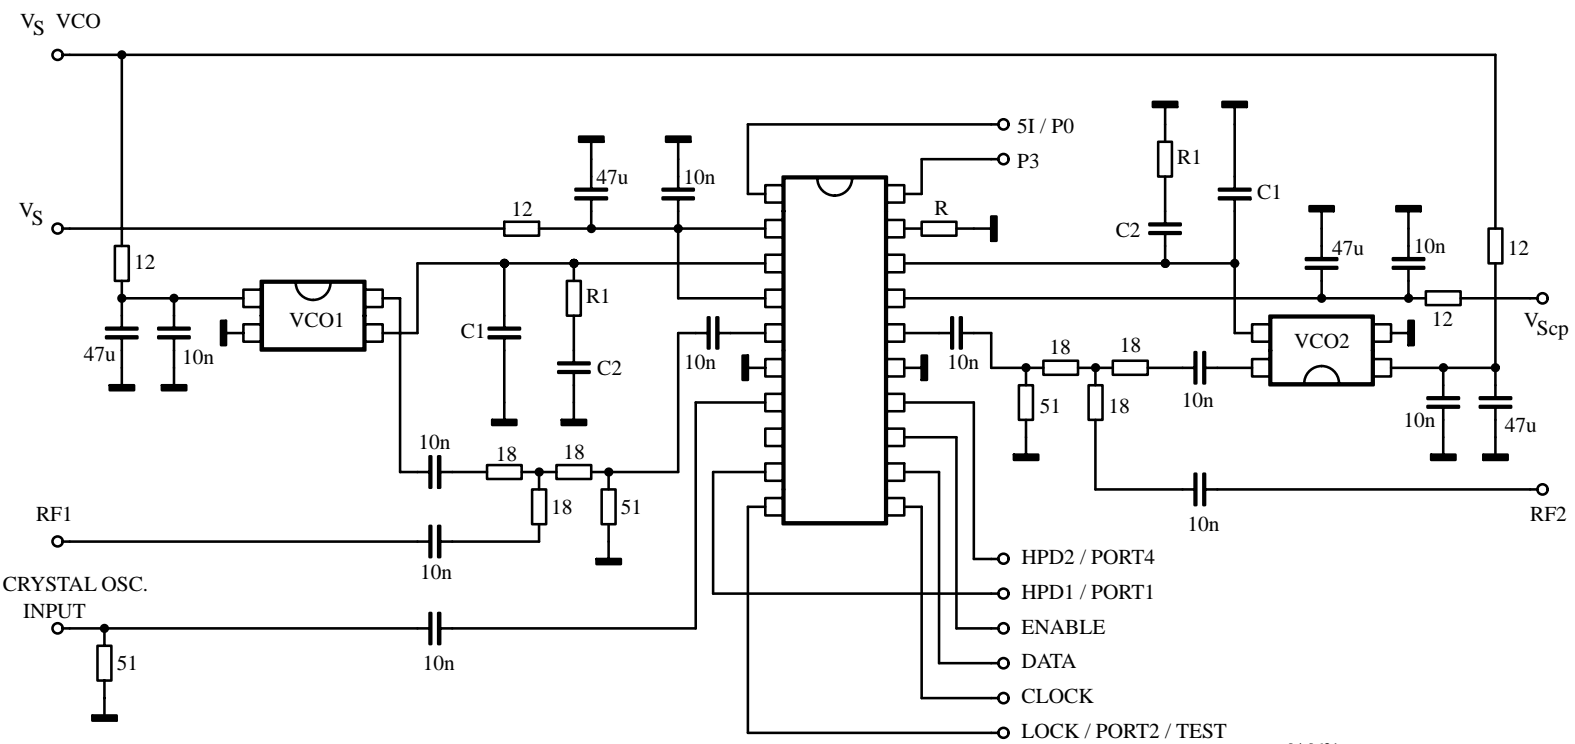 VS VCO
5I / P0
P3
47u
10n
R1
C1
VS
12
R
C2
12
47u
10n
12
VCO1
R1
12
VScp
C1
VCO2
47u
10n
10n
10n
18
18
C2
51
18
10n
10n
47u
10n
18
18
RF1
18
51
10n
RF2
10n
HPD2 / PORT4
CRYSTAL OSC.
INPUT
HPD1 / PORT1
ENABLE
51
10n
DATA
CLOCK
LOCK / PORT2 / TEST